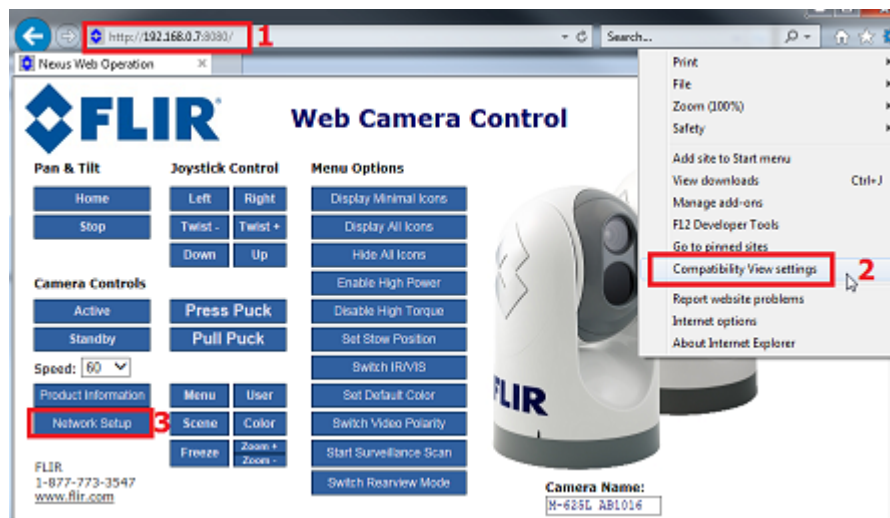 http://192.168.0.7:8080/
1
Search...
Nexus Web Operation
FLIR
Web Camera Control
Pan & Tilt
Home
Stop
Camera Controls
Active
Standby
Speed: 60
Product Information
Network Setup
3
FLIR
1-877-773-3547
www.flir.com
Joystick Control
Left Right
Twist - Twist +
Down Up
Press Puck
Pull Puck
Menu User
Scene Color
Freeze Zoom +
Zoom -
Menu Options
Display Minimal Icons
Display All Icons
Hide All Icons
Enable High Power
Disable High Torque
Set Stow Position
Switch IR/VIS
Set Default Color
Switch Video Polarity
Start Surveillance Scan
Switch Rearview Mode
FLIR
Camera Name:
M-625L AB1016
Print
File
Zoom (100%)
Safety
Add site to Start menu
View downloads Ctrl+J
Manage add-ons
F12 Developer Tools
Go to pinned sites
Compatibility View settings
2
Report website problems
Internet options
About Internet Explorer